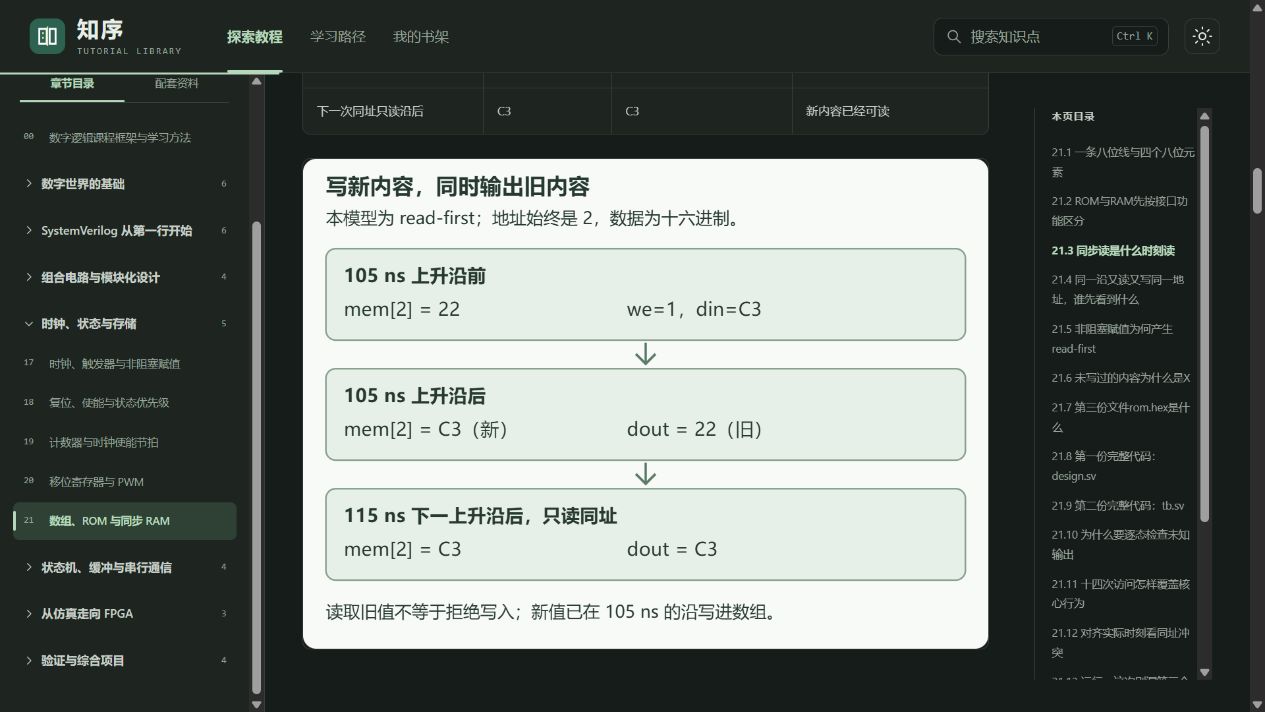 知序
TUTORIAL LIBRARY
探索教程
学习路径
我的书架
搜索知识点
Ctrl K
章节目录
配套资料
00 数字逻辑课程框架与学习方法
数字世界的基础 6
SystemVerilog 从第一行开始 6
组合电路与模块化设计 4
时钟、状态与存储 5
17 时钟、触发器与非阻塞赋值
18 复位、使能与状态优先级
19 计数器与时钟使能节拍
20 移位寄存器与 PWM
21 数组、ROM 与同步 RAM
状态机、缓冲与串行通信 4
从仿真走向 FPGA 3
验证与综合项目 4
下一次同址只读沿后 C3 C3 新内容已经可读
写新内容，同时输出旧内容
本模型为 read-first；地址始终是 2，数据为十六进制。
105 ns 上升沿前
mem[2] = 22 we=1，din=C3
105 ns 上升沿后
mem[2] = C3（新） dout = 22（旧）
115 ns 下一上升沿后，只读同址
mem[2] = C3 dout = C3
读取旧值不等于拒绝写入；新值已在 105 ns 的沿写进数组。
本页目录
21.1 一条八位线与四个八位元
素
21.2 ROM与RAM先按接口功
能区分
21.3 同步读是什么时刻读
21.4 同一沿又读又写同一地
址，谁先看到什么
21.5 非阻塞赋值为何产生
read-first
21.6 未写过的内容为什么是X
21.7 第三份文件rom.hex是什
么
21.8 第一份完整代码：
design.sv
21.9 第二份完整代码：tb.sv
21.10 为什么要逐态检查未知
输出
21.11 十四次访问怎样覆盖核
心行为
21.12 对齐实际时刻看同址冲
突